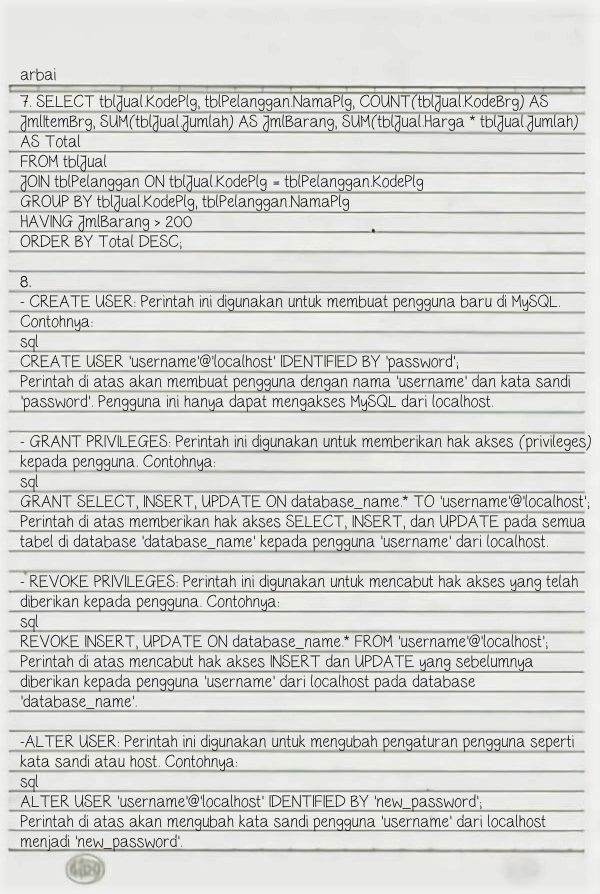 arbai
7. SELECT tblJual.KodePlg, tblPelanggan.NamaPlg, COUNT(tblJual.KodeBrg) AS
JmlItemBrg, SUM(tblJual.Jumlah) AS JmlBarang, SUM(tblJual.Harga * tblJual.Jumlah)
AS Total
FROM tblJual
JOIN tblPelanggan ON tblJual.KodePlg = tblPelanggan.KodePlg
GROUP BY tblJual.KodePlg, tblPelanggan.NamaPlg
HAVING JmlBarang > 200
ORDER BY Total DESC;
8.
- CREATE USER: Perintah ini digunakan untuk membuat pengguna baru di MySQL.
Contohnya:
sql
CREATE USER 'username'@'localhost' IDENTIFIED BY 'password';
Perintah di atas akan membuat pengguna dengan nama 'username' dan kata sandi
'password'. Pengguna ini hanya dapat mengakses MySQL dari localhost.
- GRANT PRIVILEGES: Perintah ini digunakan untuk memberikan hak akses (privileges)
kepada pengguna. Contohnya:
sql
GRANT SELECT, INSERT, UPDATE ON database_name.* TO 'username'@'localhost';
Perintah di atas memberikan hak akses SELECT, INSERT, dan UPDATE pada semua
tabel di database 'database_name' kepada pengguna 'username' dari localhost.
- REVOKE PRIVILEGES: Perintah ini digunakan untuk mencabut hak akses yang telah
diberikan kepada pengguna. Contohnya:
sql
REVOKE INSERT, UPDATE ON database_name.* FROM 'username'@'localhost';
Perintah di atas mencabut hak akses INSERT dan UPDATE yang sebelumnya
diberikan kepada pengguna 'username' dari localhost pada database
'database_name'.
-ALTER USER: Perintah ini digunakan untuk mengubah pengaturan pengguna seperti
kata sandi atau host. Contohnya:
sql
ALTER USER 'username'@'localhost' IDENTIFIED BY 'new_password';
Perintah di atas akan mengubah kata sandi pengguna 'username' dari localhost
menjadi 'new_password'.